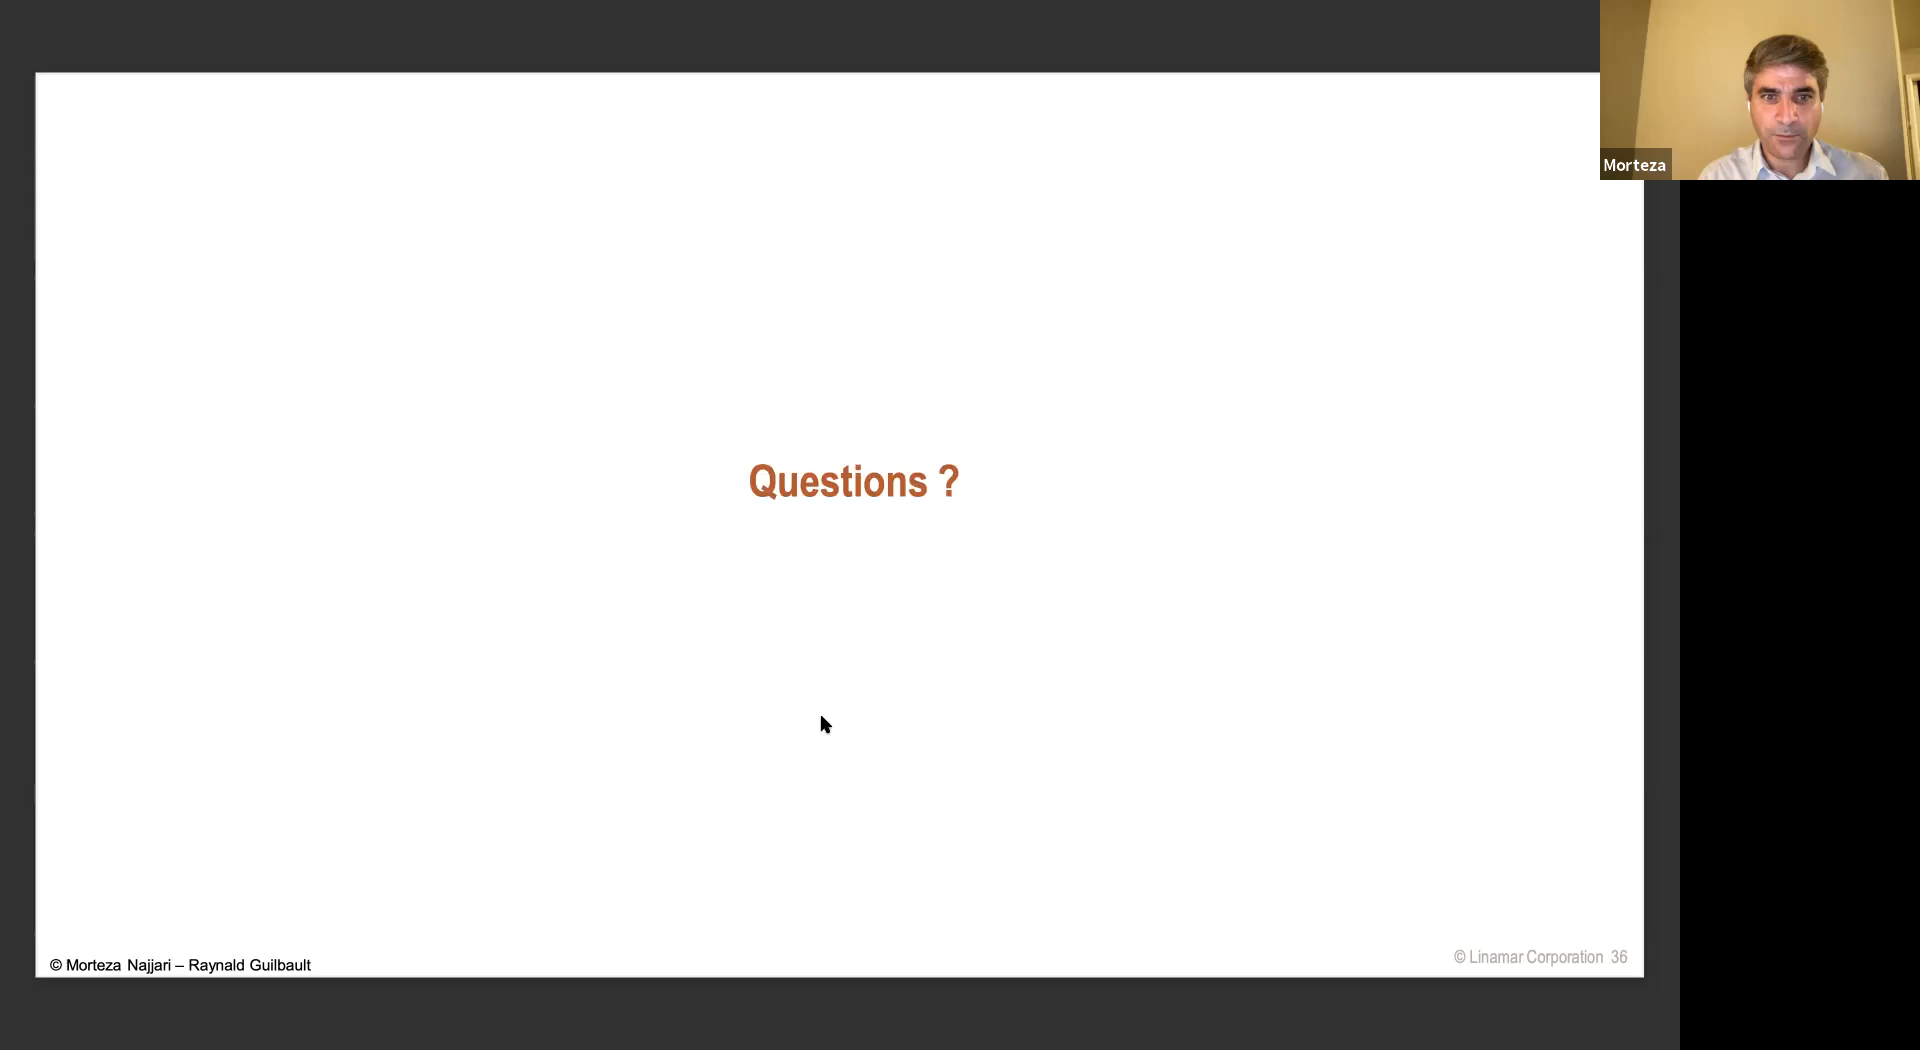 Morteza
Questions ?
© Morteza Najjari – Raynald Guilbault
© Linamar Corporation 36